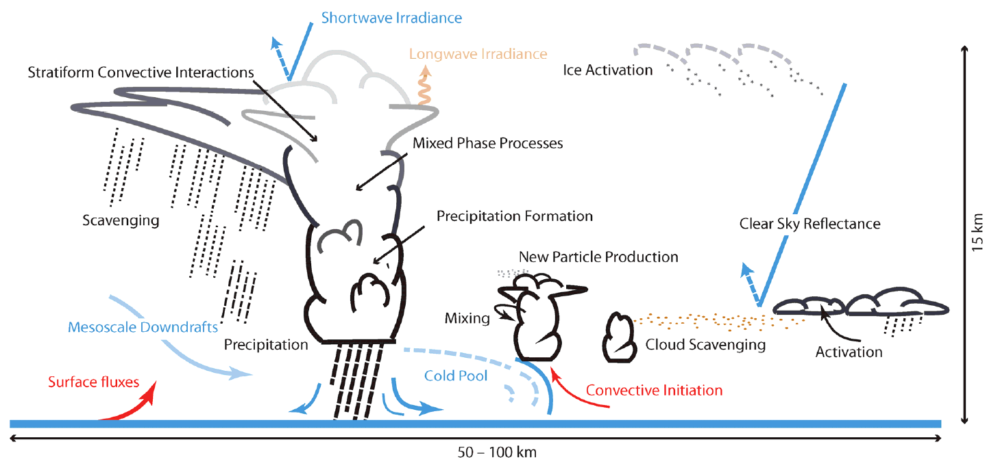 Shortwave Irradiance
Longwave Irradiance
Stratiform Convective Interactions
Ice Activation
Mixed Phase Processes
Scavenging
Precipitation Formation
Clear Sky Reflectance
15 km
New Particle Production
Mixing
Mesoscale Downdrafts
Precipitation
Cloud Scavenging
Activation
Surface fluxes
Cold Pool
Convective Initiation
50 – 100 km